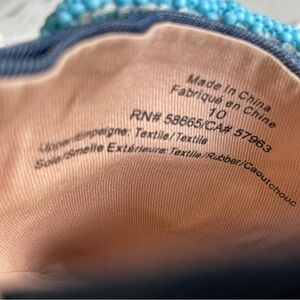 Made in China
Fabriqué en Chine
10
RN# 58665/CA# 57963
Upper/Empeigne: Textile/Textile
Sole/Smelle Extérieure: Textile/Rubber/Caoutchouc